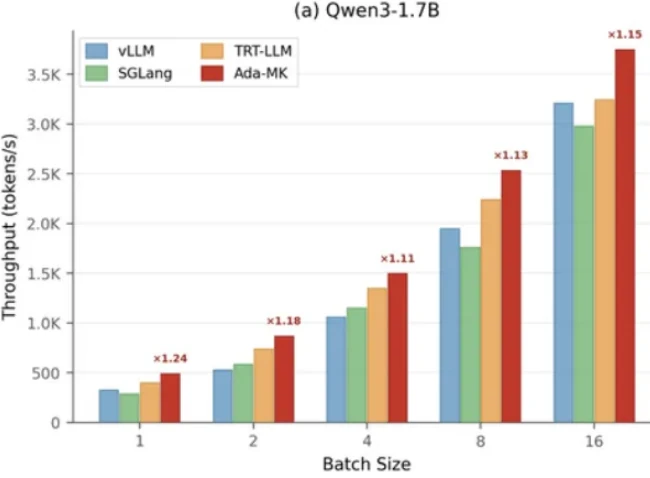 (a) Qwen3-1.7B
vLLM
SGLang
TRT-LLM
Ada-MK
Throughput (tokens/s)
3.5K
3.0K
2.5K
2.0K
1.5K
1.0K
500
0
×1.24
×1.18
×1.11
×1.13
×1.15
1 2 4 8 16
Batch Size